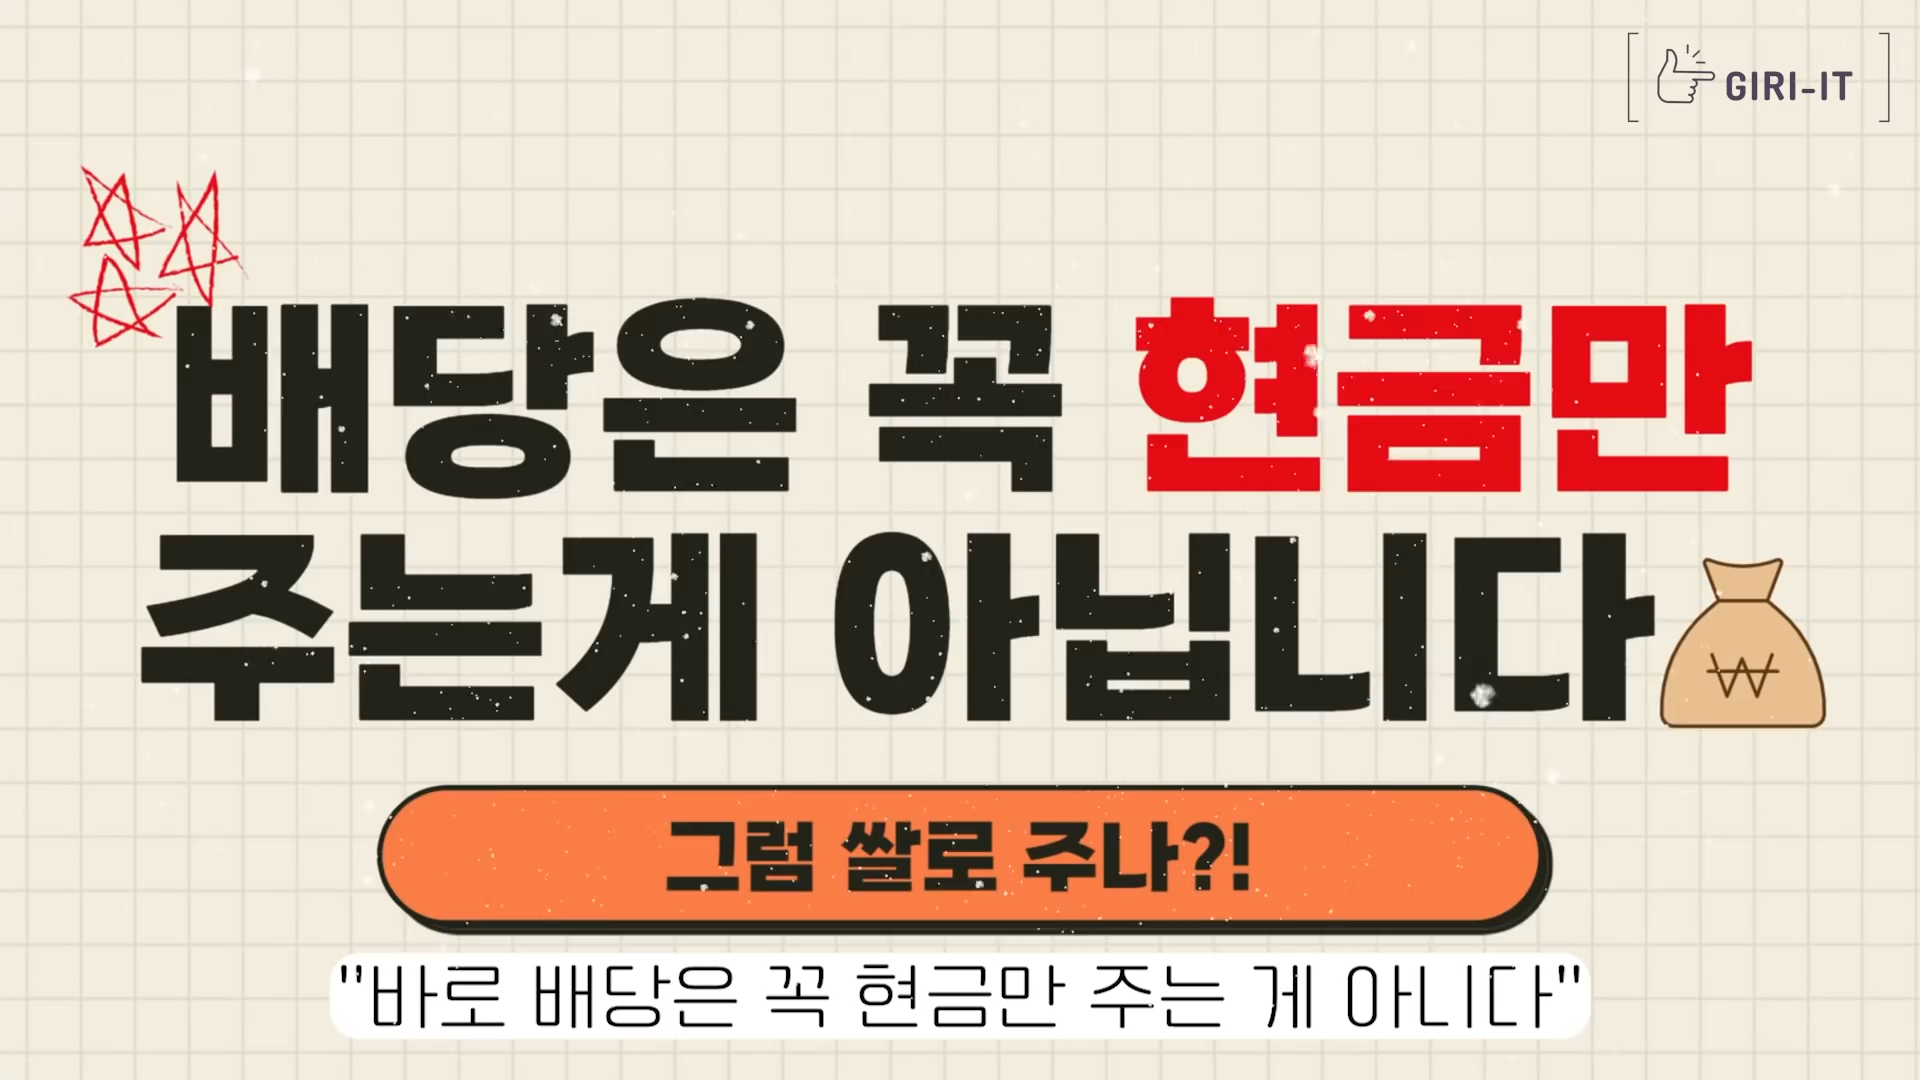 GIRI-IT
배당은 꼭 현금만
주는게 아닙니다
그럼 쌀로 주나?!
"바로 배당은 꼭 현금만 주는 게 아니다"